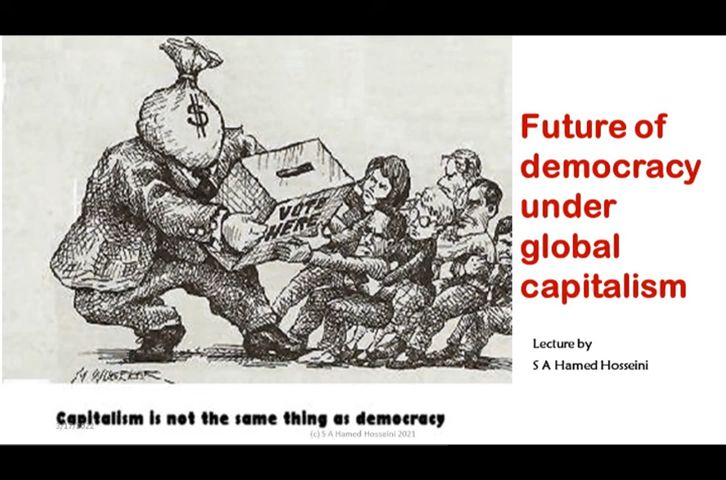 $
VOTE
HERE
Future of
democracy
under
global
capitalism
Lecture by
S A Hamed Hosseini
Capitalism is not the same thing as democracy
(c) S A Hamed Hosseini 2021